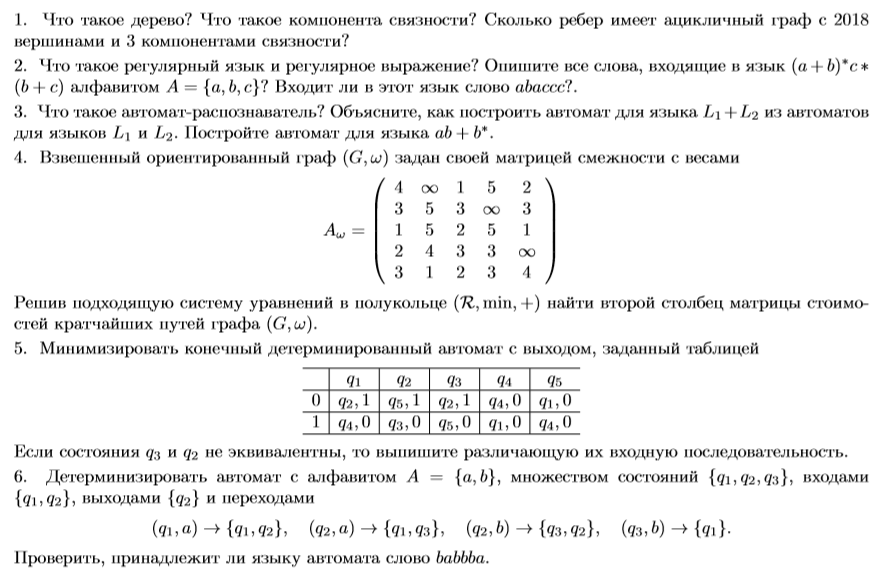 1. Что такое дерево? Что такое компонента связности? Сколько ребер имеет ацикличный граф с 2018
вершинами и 3 компонентами связности?
2. Что такое регулярный язык и регулярное выражение? Опишите все слова, входящие в язык (a + b)*c∗
(b + c) алфавитом A = {a, b, c}? Входит ли в этот язык слово abaccc?.
3. Что такое автомат-распознаватель? Объясните, как построить автомат для языка L₁ + L₂ из автоматов
для языков L₁ и L₂. Постройте автомат для языка ab + b*.
4. Взвешенный ориентированный граф (G, ω) задан своей матрицей смежности с весами
4 ∞ 1 5 2
3 5 3 ∞ 3
A_ω = 1 5 2 5 1
2 4 3 3 ∞
3 1 2 3 4
Решив подходящую систему уравнений в полукольце (ℛ, min, +) найти второй столбец матрицы стоимо-
стей кратчайших путей графа (G, ω).
5. Минимизировать конечный детерминированный автомат с выходом, заданный таблицей
q₁ q₂ q₃ q₄ q₅
0 q₂, 1 q₅, 1 q₂, 1 q₄, 0 q₁, 0
1 q₄, 0 q₃, 0 q₅, 0 q₁, 0 q₄, 0
Если состояния q₃ и q₂ не эквивалентны, то выпишите различающую их входную последовательность.
6. Детерминизировать автомат с алфавитом A = {a, b}, множеством состояний {q₁, q₂, q₃}, входами
{q₁, q₂}, выходами {q₂} и переходами
(q₁, a) → {q₁, q₂}, (q₂, a) → {q₁, q₃}, (q₂, b) → {q₃, q₂}, (q₃, b) → {q₁}.
Проверить, принадлежит ли языку автомата слово babbba.